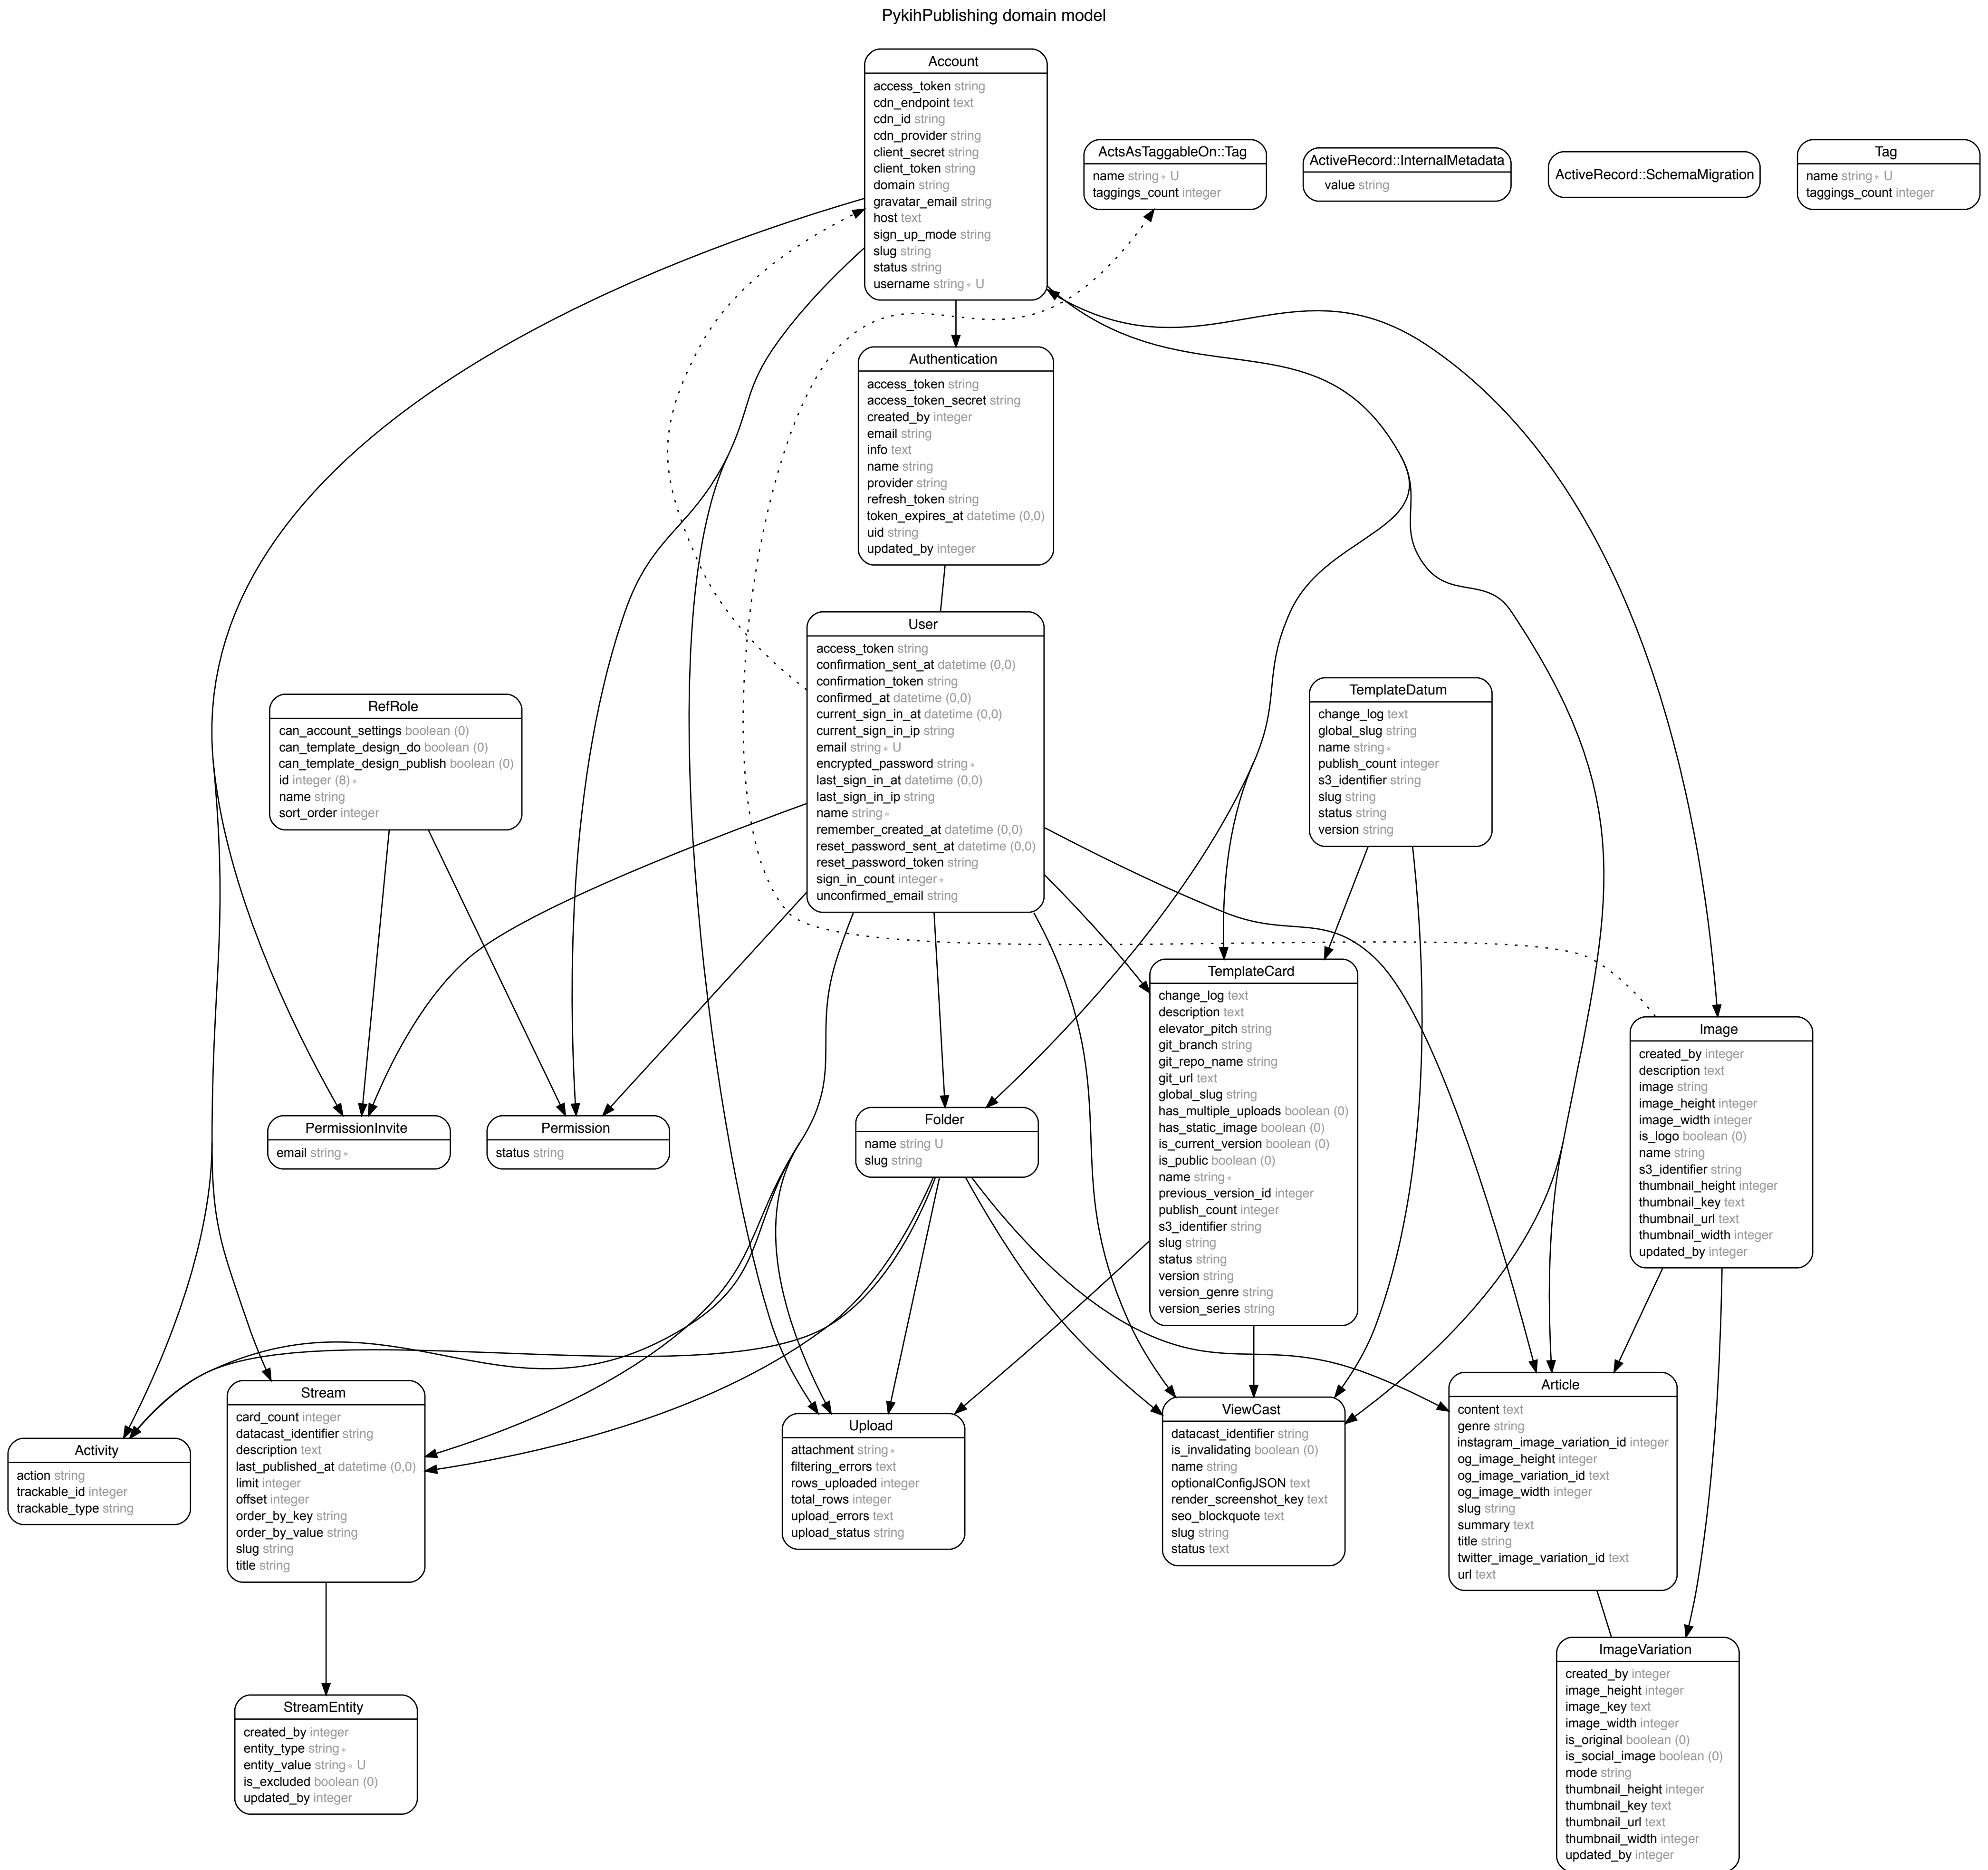 PykihPublishing domain model
Account
access_token string
cdn_endpoint text
cdn_id string
cdn_provider string
client_secret string
client_token string
domain string
gravatar_email string
host text
sign_up_mode string
slug string
status string
username string∗ U
ActsAsTaggableOn::Tag
name string∗ U
taggings_count integer
ActiveRecord::InternalMetadata
value string
ActiveRecord::SchemaMigration
Tag
name string∗ U
taggings_count integer
Authentication
access_token string
access_token_secret string
created_by integer
email string
info text
name string
provider string
refresh_token string
token_expires_at datetime (0,0)
uid string
updated_by integer
User
access_token string
confirmation_sent_at datetime (0,0)
confirmation_token string
confirmed_at datetime (0,0)
current_sign_in_at datetime (0,0)
current_sign_in_ip string
email string∗ U
encrypted_password string∗
last_sign_in_at datetime (0,0)
last_sign_in_ip string
name string∗
remember_created_at datetime (0,0)
reset_password_sent_at datetime (0,0)
reset_password_token string
sign_in_count integer∗
unconfirmed_email string
RefRole
can_account_settings boolean (0)
can_template_design_do boolean (0)
can_template_design_publish boolean (0)
id integer (8)∗
name string
sort_order integer
TemplateDatum
change_log text
global_slug string
name string∗
publish_count integer
s3_identifier string
slug string
status string
version string
TemplateCard
change_log text
description text
elevator_pitch string
git_branch string
git_repo_name string
git_url text
global_slug string
has_multiple_uploads boolean (0)
has_static_image boolean (0)
is_current_version boolean (0)
is_public boolean (0)
name string∗
previous_version_id integer
publish_count integer
s3_identifier string
slug string
status string
version string
version_genre string
version_series string
Image
created_by integer
description text
image string
image_height integer
image_width integer
is_logo boolean (0)
name string
s3_identifier string
thumbnail_height integer
thumbnail_key text
thumbnail_url text
thumbnail_width integer
updated_by integer
PermissionInvite
email string∗
Permission
status string
Folder
name string U
slug string
Activity
action string
trackable_id integer
trackable_type string
Stream
card_count integer
datacast_identifier string
description text
last_published_at datetime (0,0)
limit integer
offset integer
order_by_key string
order_by_value string
slug string
title string
Upload
attachment string∗
filtering_errors text
rows_uploaded integer
total_rows integer
upload_errors text
upload_status string
ViewCast
datacast_identifier string
is_invalidating boolean (0)
name string
optionalConfigJSON text
render_screenshot_key text
seo_blockquote text
slug string
status text
Article
content text
genre string
instagram_image_variation_id integer
og_image_height integer
og_image_variation_id text
og_image_width integer
slug string
summary text
title string
twitter_image_variation_id text
url text
StreamEntity
created_by integer
entity_type string∗
entity_value string∗ U
is_excluded boolean (0)
updated_by integer
ImageVariation
created_by integer
image_height integer
image_key text
image_width integer
is_original boolean (0)
is_social_image boolean (0)
mode string
thumbnail_height integer
thumbnail_key text
thumbnail_url text
thumbnail_width integer
updated_by integer